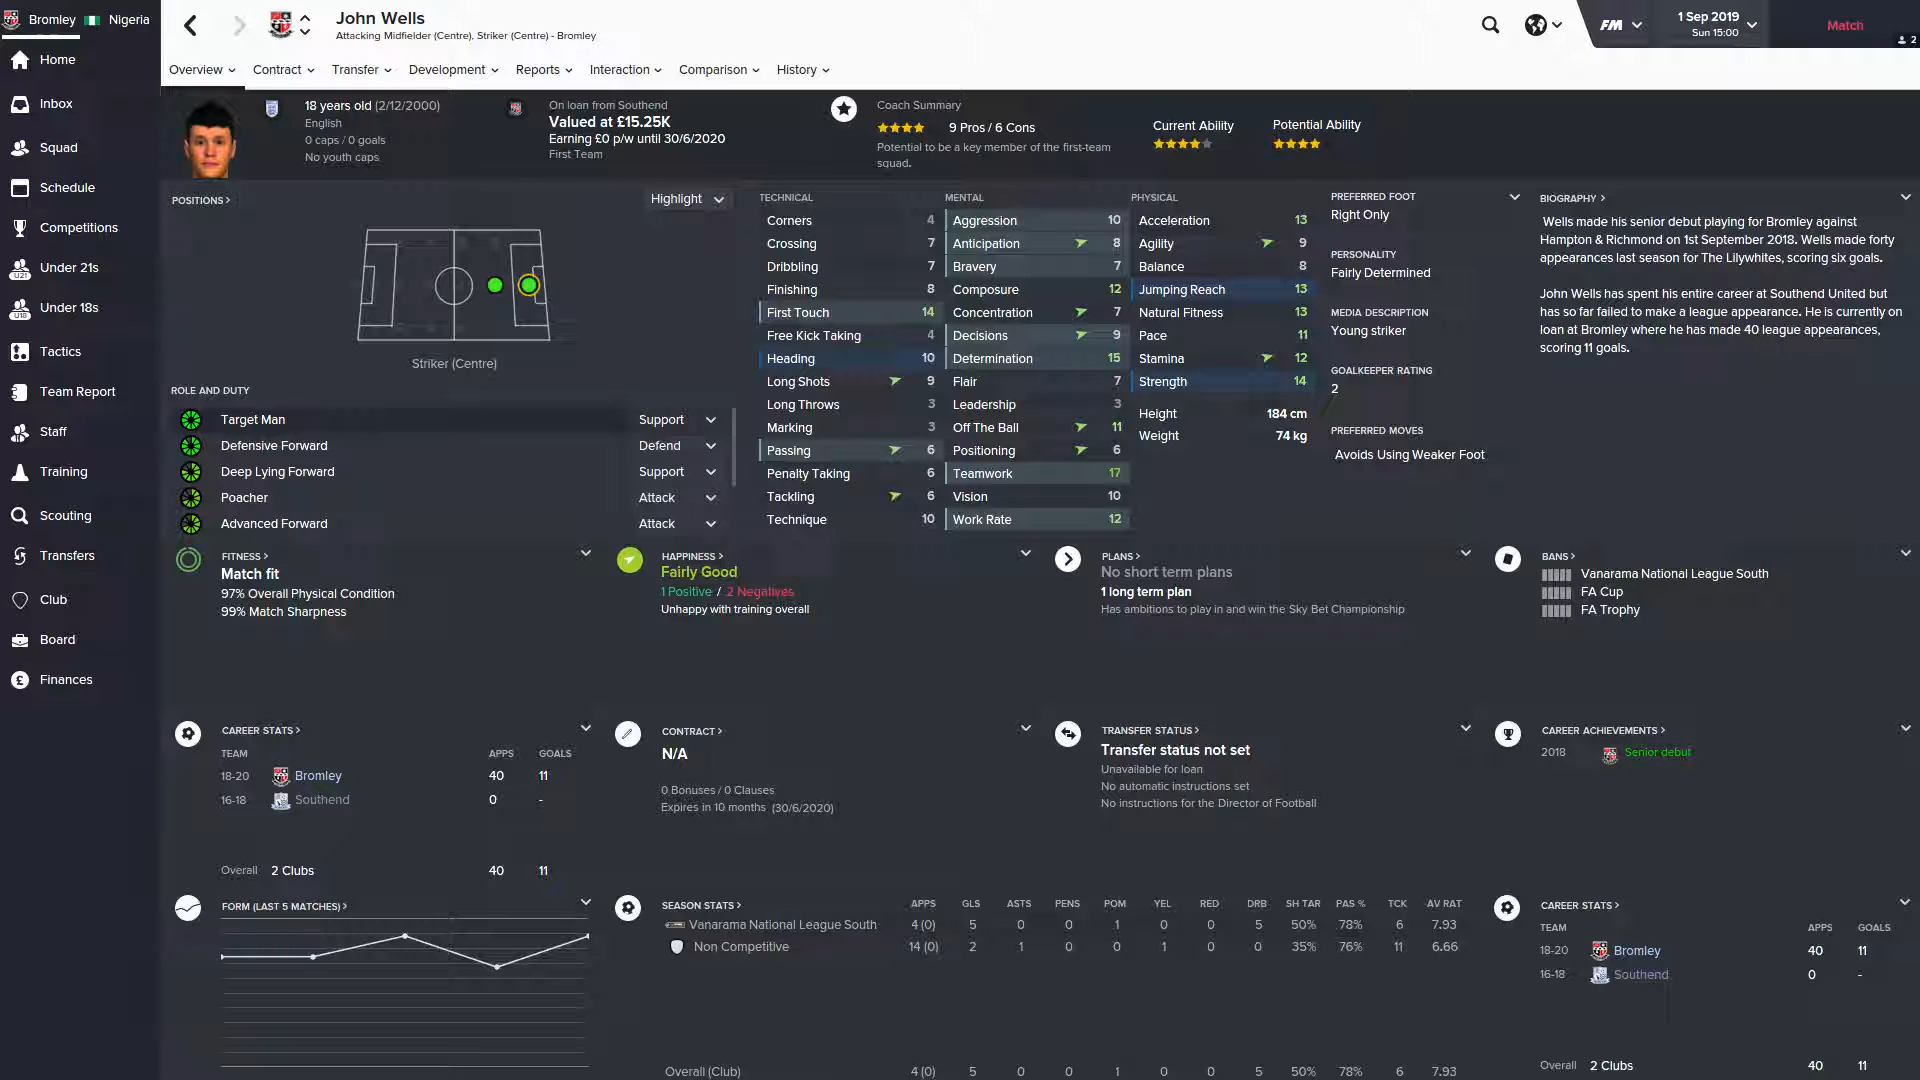 Bromley Nigeria
John Wells
Attacking Midfielder (Centre), Striker (Centre) - Bromley
FM
1 Sep 2019
Sun 15:00
Match
2
Home
Inbox
Squad
Schedule
Competitions
Under 21s
Under 18s
Tactics
Team Report
Staff
Training
Scouting
Transfers
Club
Board
Finances
Overview Contract Transfer Development Reports Interaction Comparison History
18 years old (2/12/2000)
English
0 caps / 0 goals
No youth caps
On loan from Southend
Valued at £15.25K
Earning £0 p/w until 30/6/2020
First Team
Coach Summary
9 Pros / 6 Cons
Potential to be a key member of the first-team
squad.
Current Ability
Potential Ability
POSITIONS >
Highlight
Striker (Centre)
ROLE AND DUTY
Target Man Support
Defensive Forward Defend
Deep Lying Forward Support
Poacher Attack
Advanced Forward Attack
TECHNICAL
Corners 4
Crossing 7
Dribbling 7
Finishing 8
First Touch 14
Free Kick Taking 4
Heading 10
Long Shots 9
Long Throws 3
Marking 3
Passing 6
Penalty Taking 6
Tackling 6
Technique 10
MENTAL
Aggression 10
Anticipation 8
Bravery 7
Composure 12
Concentration 7
Decisions 9
Determination 15
Flair 7
Leadership 3
Off The Ball 11
Positioning 6
Teamwork 17
Vision 10
Work Rate 12
PHYSICAL
Acceleration 13
Agility 9
Balance 8
Jumping Reach 13
Natural Fitness 13
Pace 11
Stamina 12
Strength 14
Height 184 cm
Weight 74 kg
PREFERRED FOOT
Right Only
PERSONALITY
Fairly Determined
MEDIA DESCRIPTION
Young striker
GOALKEEPER RATING
2
PREFERRED MOVES
Avoids Using Weaker Foot
BIOGRAPHY >
Wells made his senior debut playing for Bromley against
Hampton & Richmond on 1st September 2018. Wells made forty
appearances last season for The Lilywhites, scoring six goals.
John Wells has spent his entire career at Southend United but
has so far failed to make a league appearance. He is currently on
loan at Bromley where he has made 40 league appearances,
scoring 11 goals.
FITNESS >
Match fit
97% Overall Physical Condition
99% Match Sharpness
HAPPINESS >
Fairly Good
1 Positive / 2 Negatives
Unhappy with training overall
PLANS >
No short term plans
1 long term plan
Has ambitions to play in and win the Sky Bet Championship
BANS >
Vanarama National League South
FA Cup
FA Trophy
CAREER STATS >
TEAM APPS GOALS
18-20 Bromley 40 11
16-18 Southend 0 -
Overall 2 Clubs 40 11
CONTRACT >
N/A
0 Bonuses / 0 Clauses
Expires in 10 months (30/6/2020)
TRANSFER STATUS >
Transfer status not set
Unavailable for loan
No automatic instructions set
No instructions for the Director of Football
CAREER ACHIEVEMENTS >
2018 Senior debut
FORM (LAST 5 MATCHES) >
SEASON STATS > APPS GLS ASTS PENS POM YEL RED DRB SH TAR PAS % TCK AV RAT
Vanarama National League South 4 (0) 5 0 0 1 0 0 5 50% 78% 6 7.93
Non Competitive 14 (0) 2 1 0 0 1 0 0 35% 76% 11 6.66
Overall (Club) 4 (0) 5 0 0 1 0 0 5 50% 78% 6 7.93
CAREER STATS >
TEAM APPS GOALS
18-20 Bromley 40 11
16-18 Southend 0 -
Overall 2 Clubs 40 11